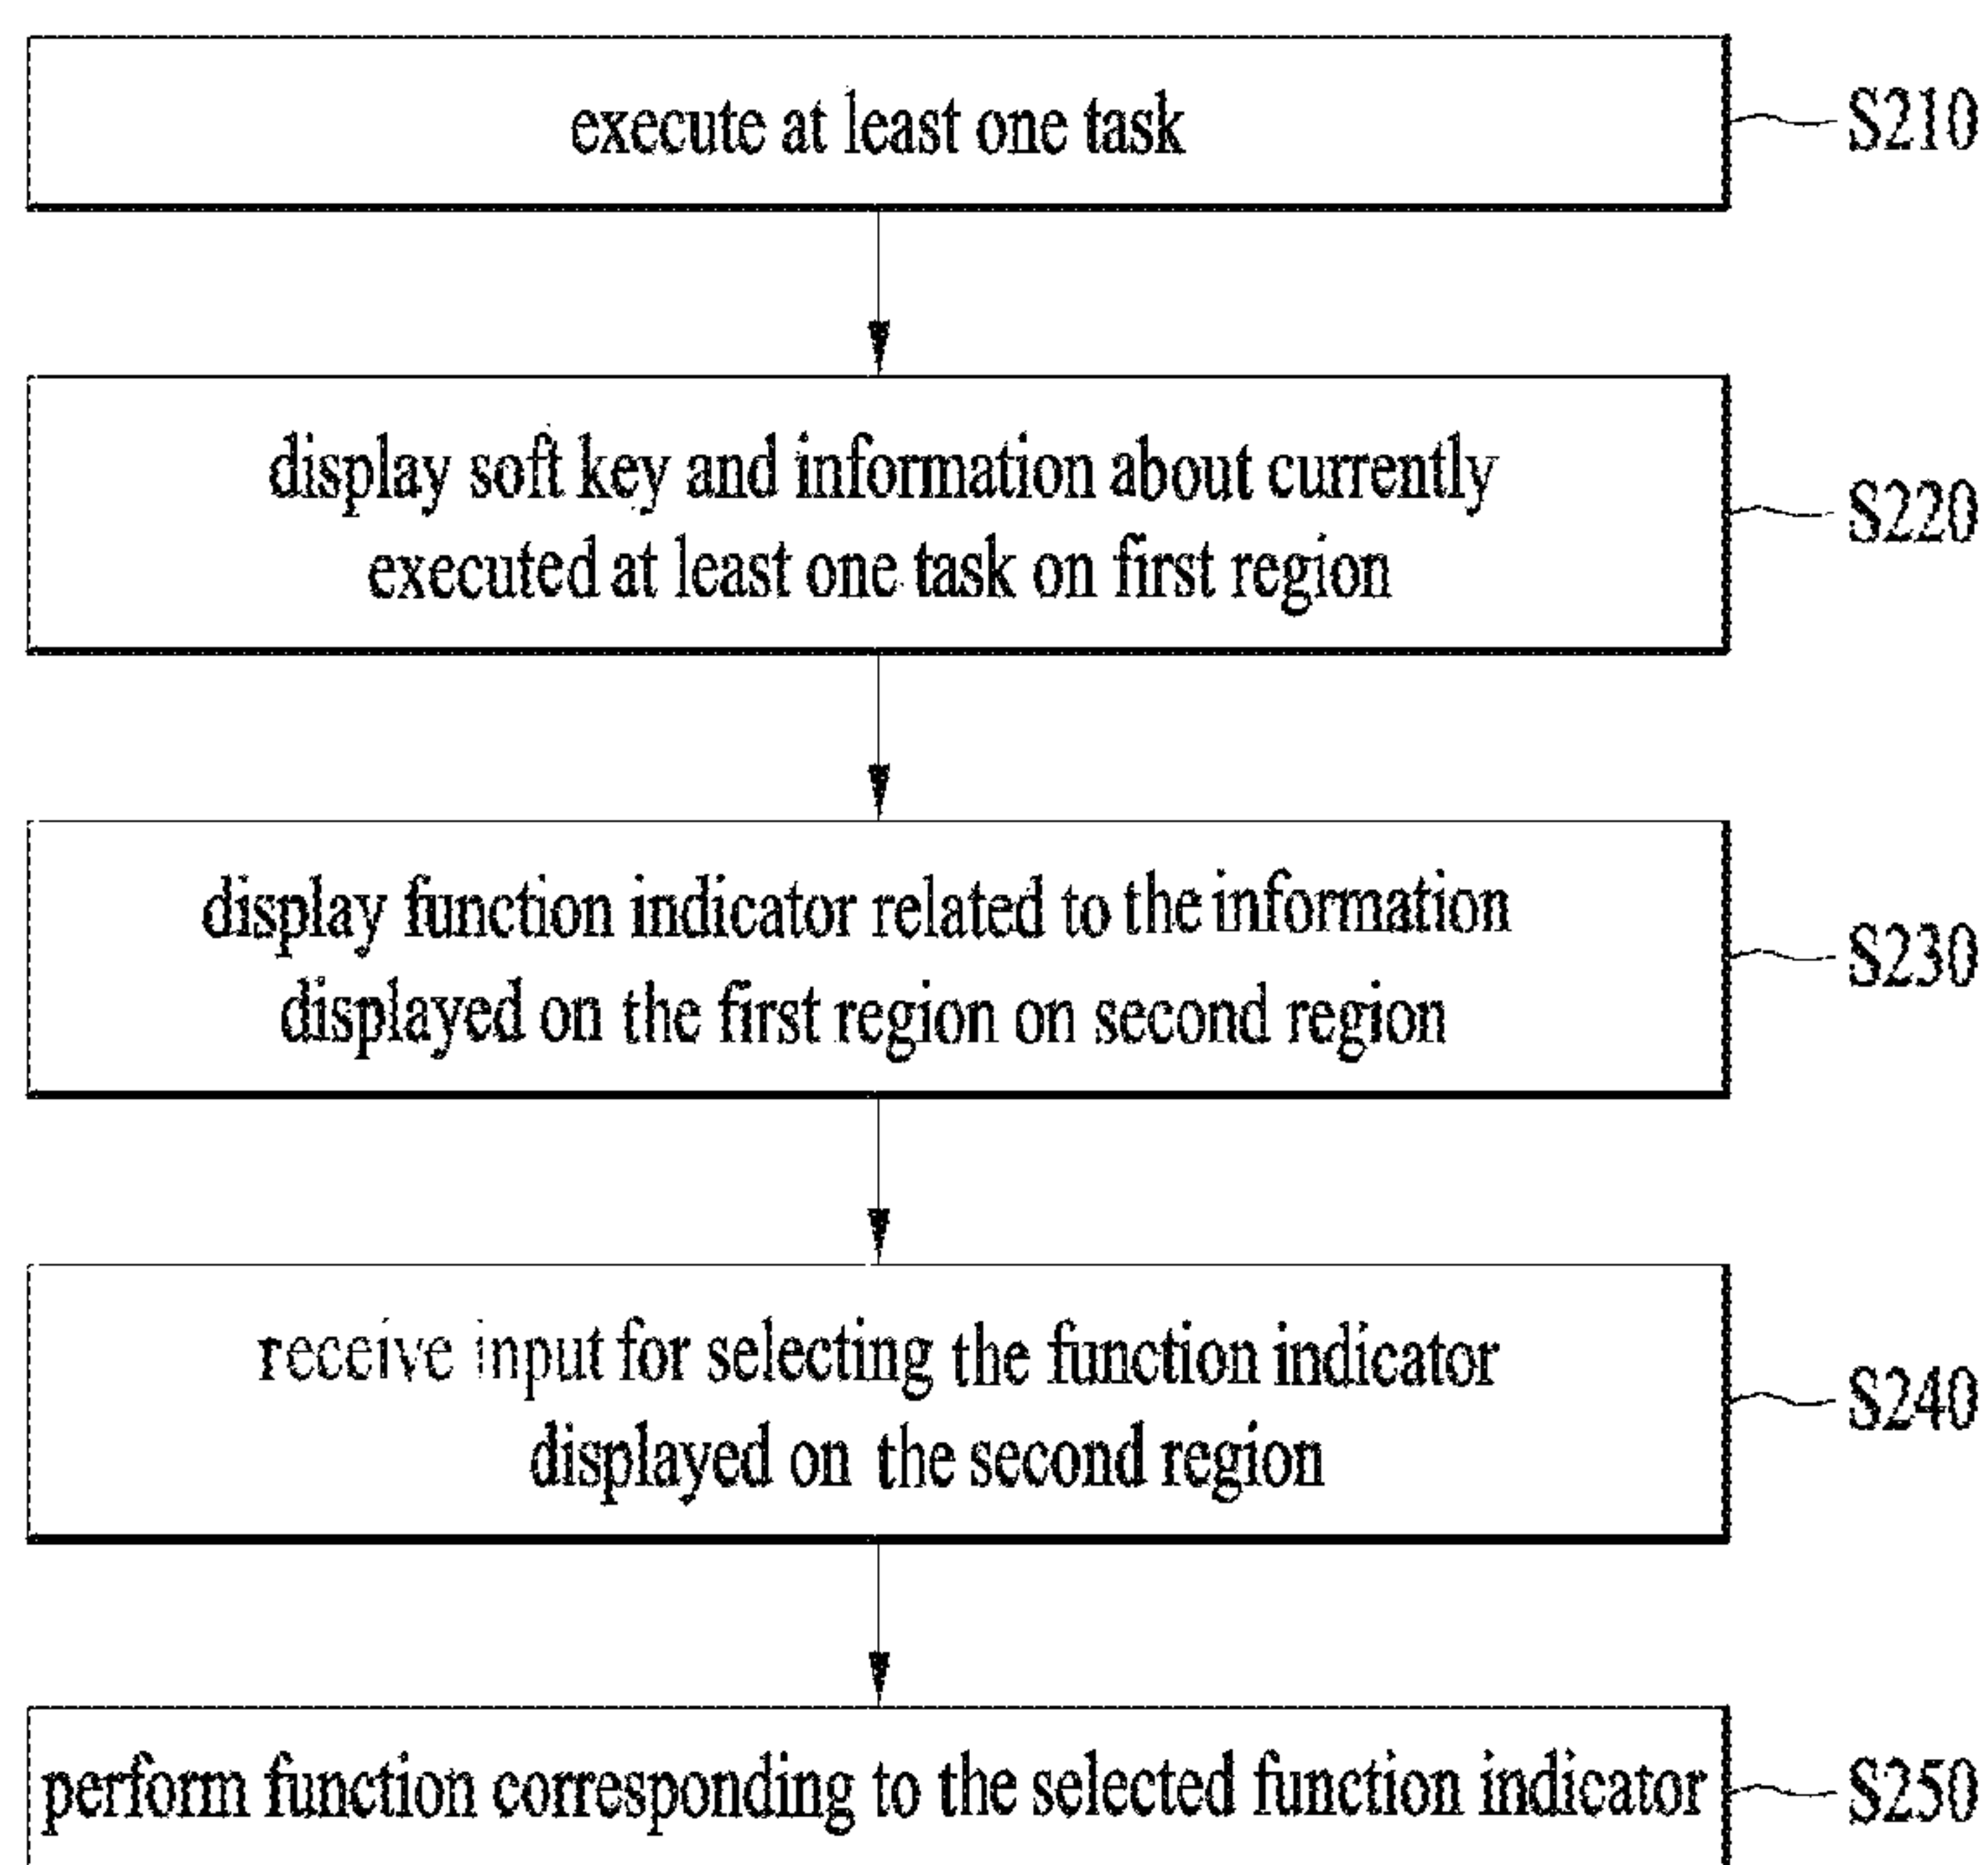 execute at least one task
S210
display soft key and information about currently
executed at least one task on first region
S220
display function indicator related to the information
displayed on the first region on second region
S230
receive input for selecting the function indicator
displayed on the second region
S240
perform function corresponding to the selected function indicator
S250